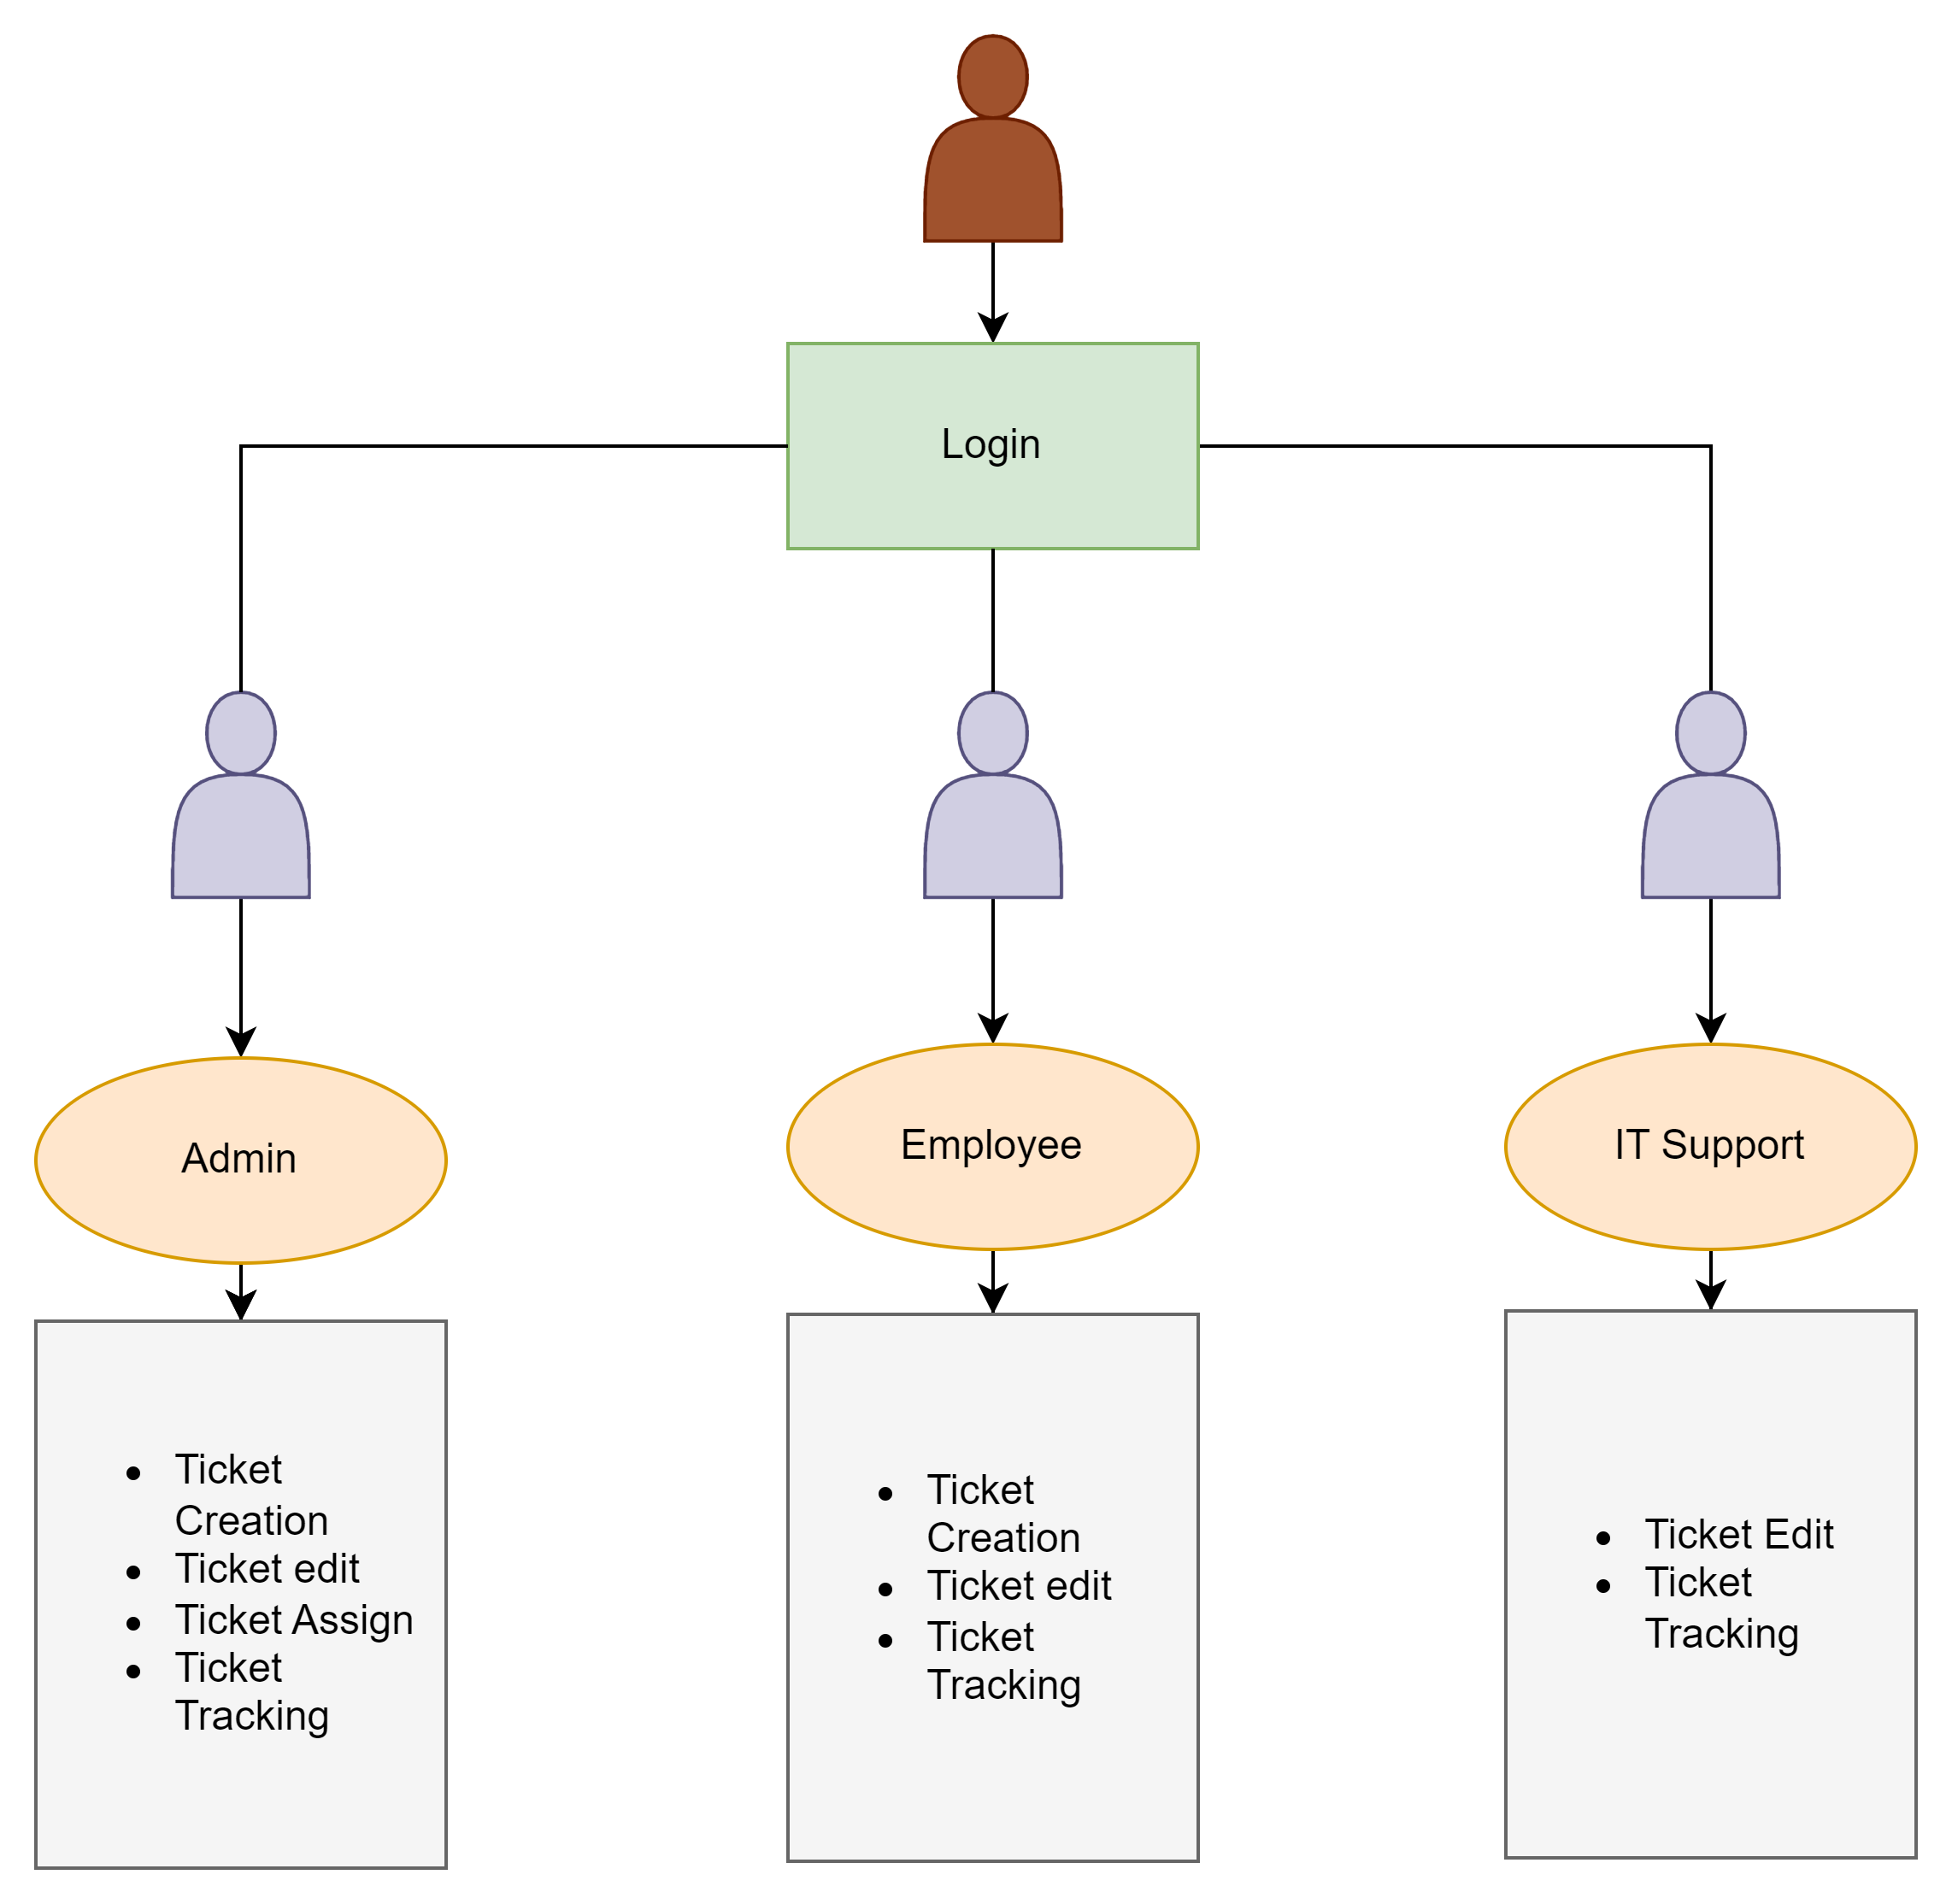 Login
Admin
Employee
IT Support
Ticket
Creation
Ticket edit
Ticket Assign
Ticket
Tracking
Ticket
Creation
Ticket edit
Ticket
Tracking
Ticket Edit
Ticket
Tracking